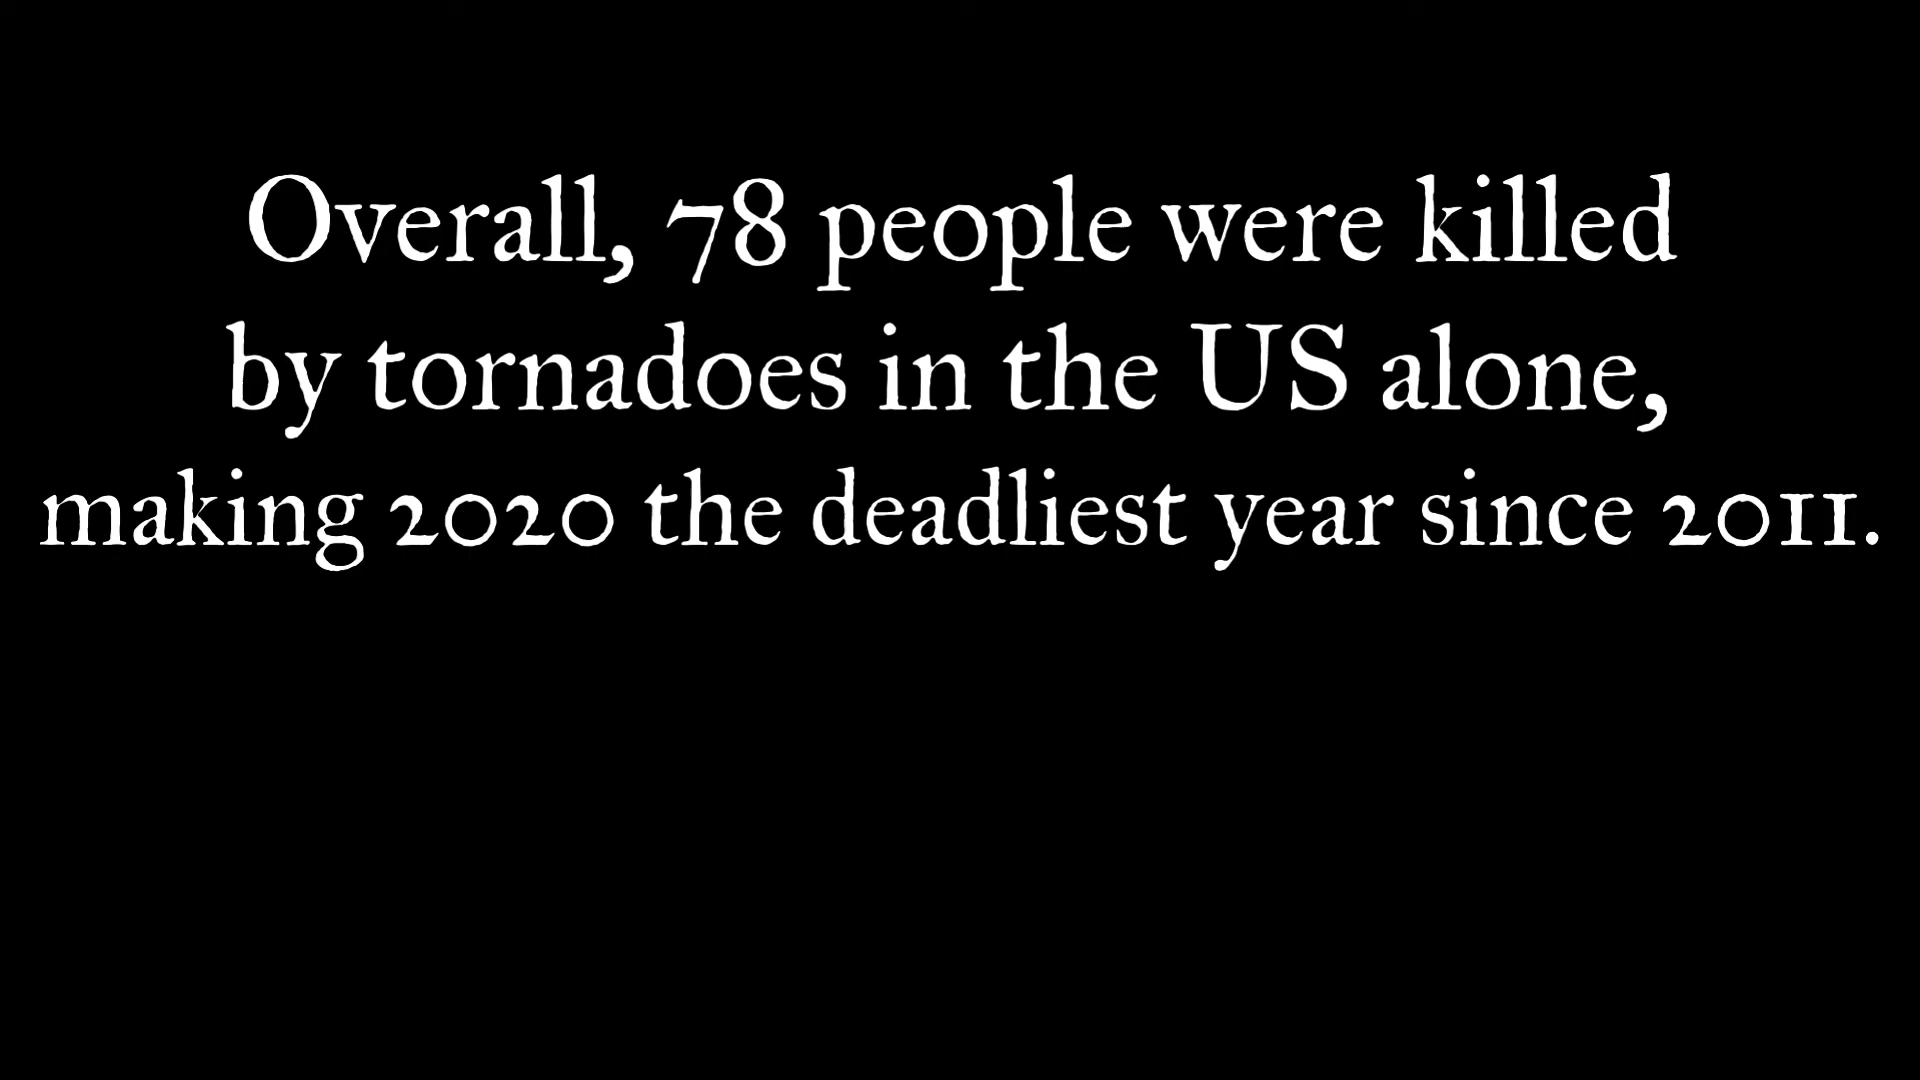 Overall, 78 people were killed
by tornadoes in the US alone,
making 2020 the deadliest year since 2011.